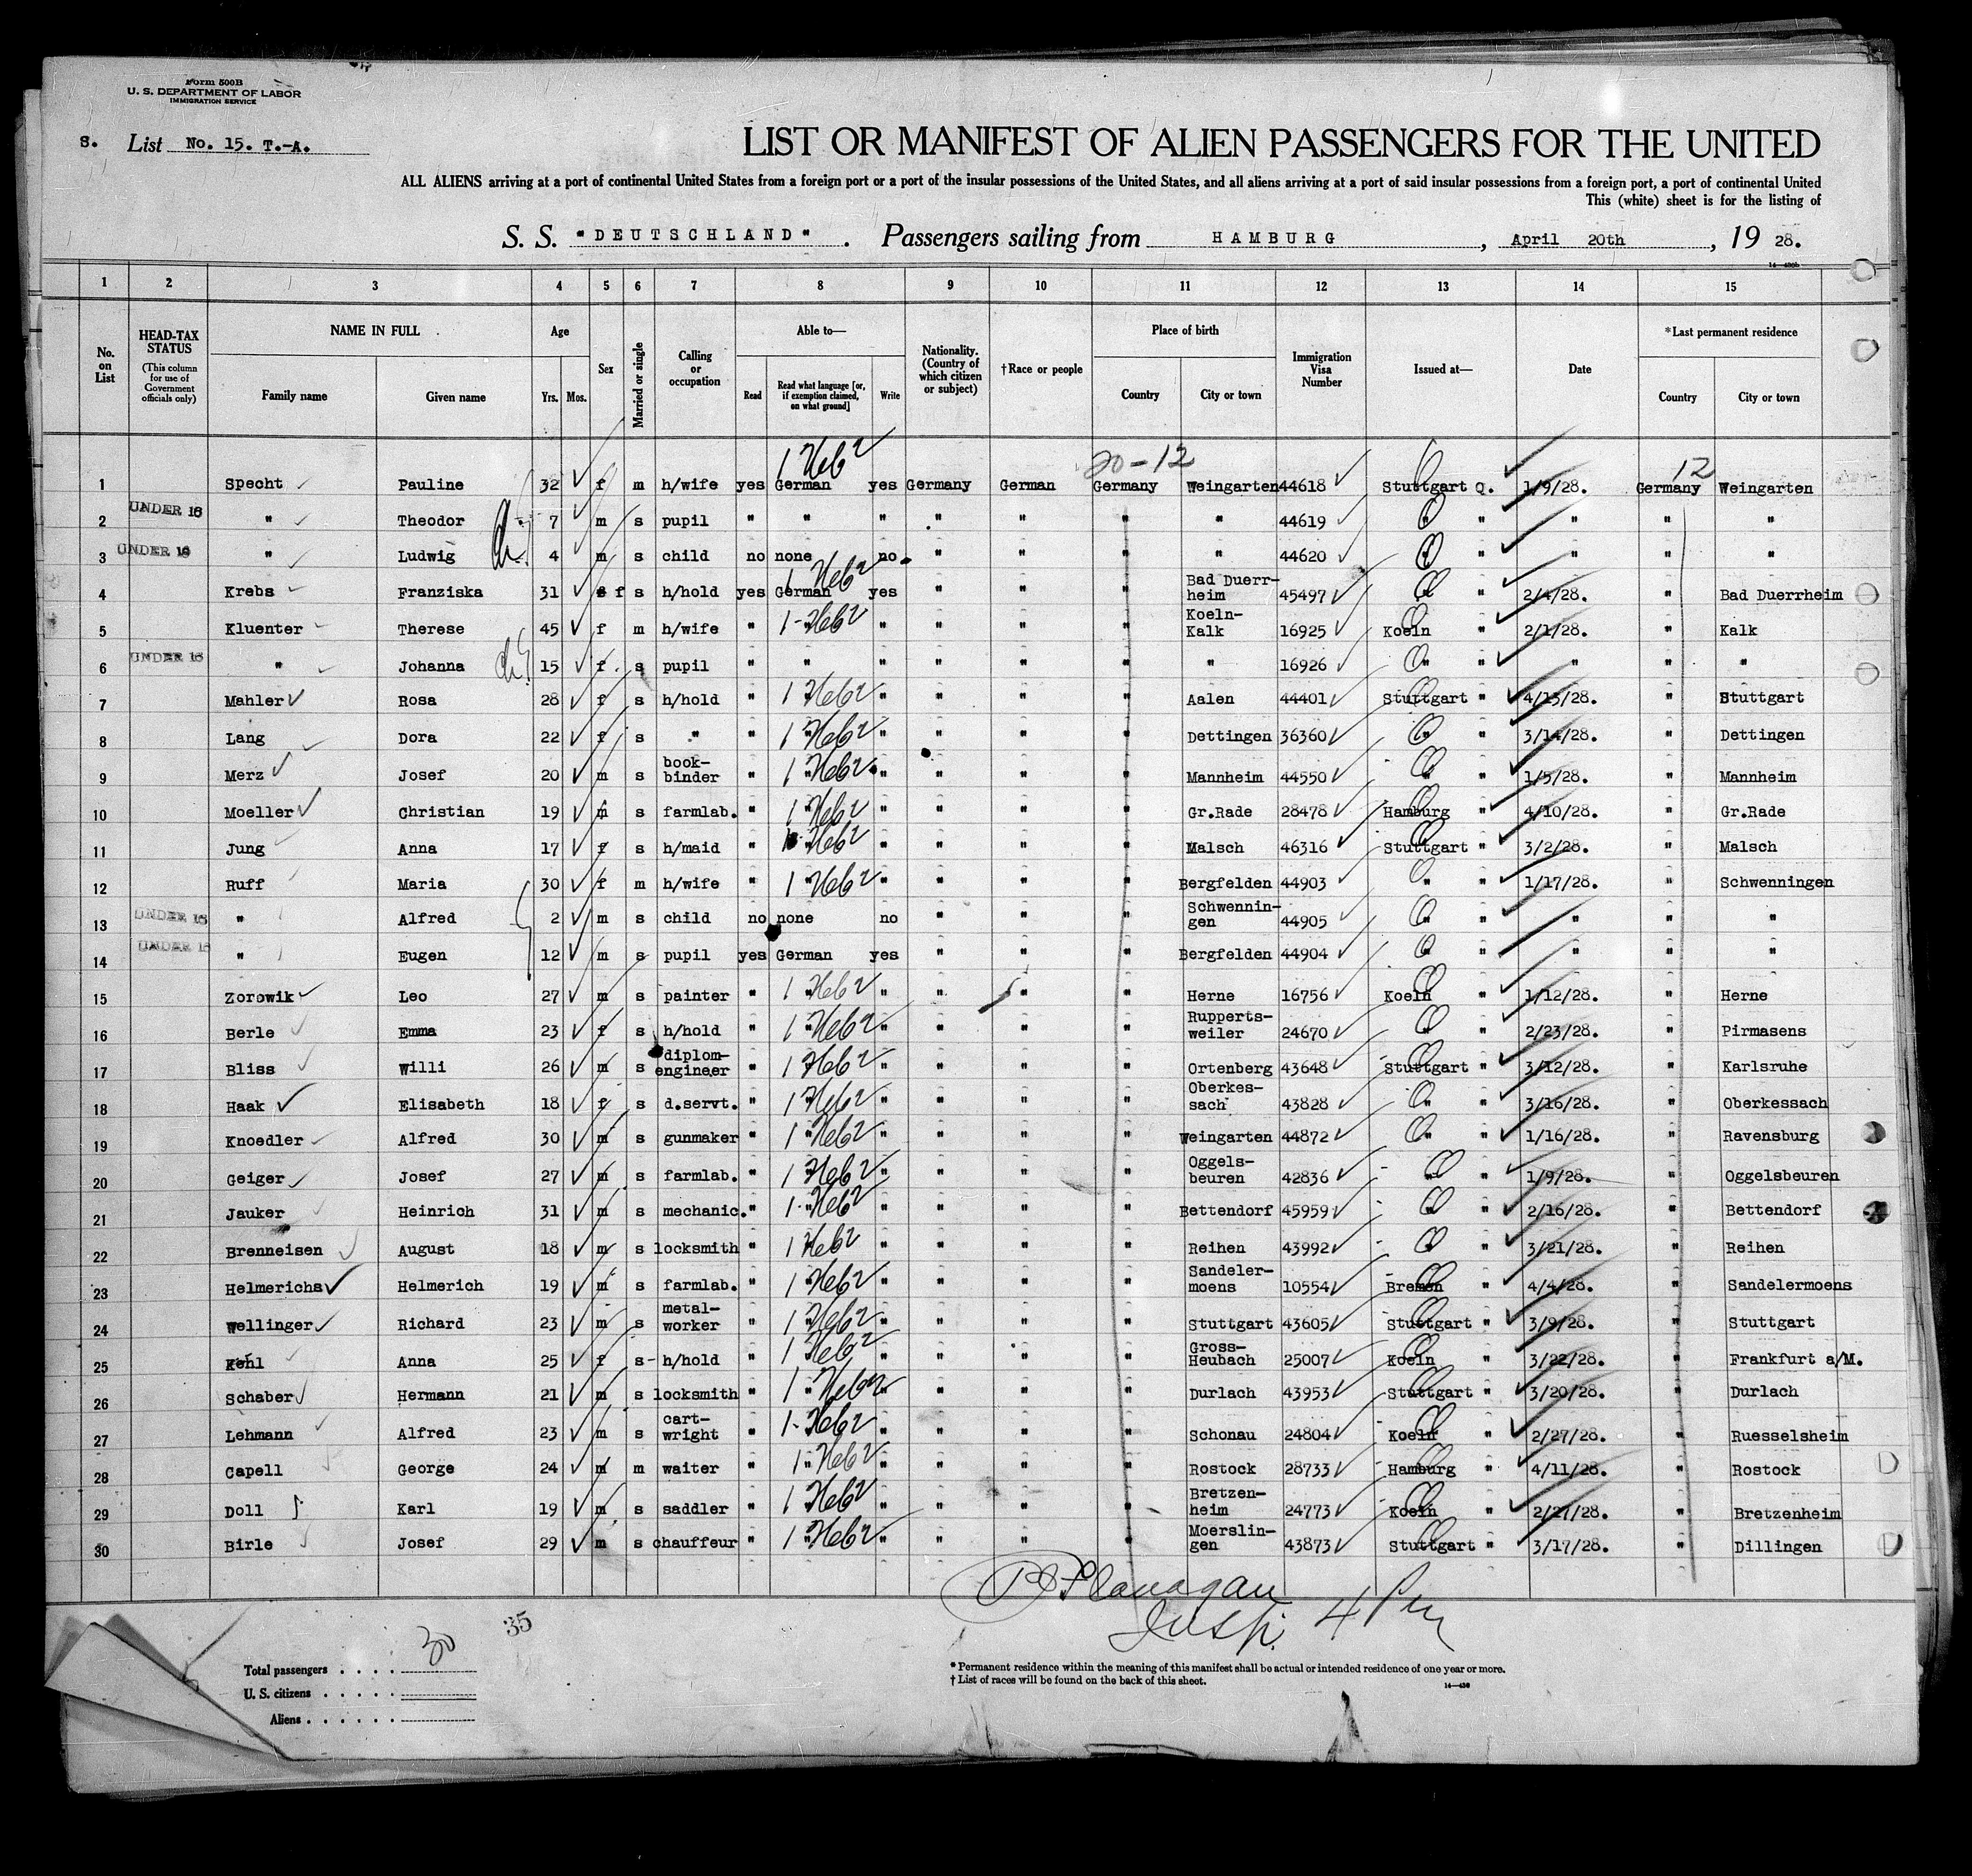 Form 500B
U. S. DEPARTMENT OF LABOR
IMMIGRATION SERVICE
S. List No. 15. T.-A.
LIST OR MANIFEST OF ALIEN PASSENGERS FOR THE UNITED
ALL ALIENS arriving at a port of continental United States from a foreign port or a port of the insular possessions of the United States, and all aliens arriving at a port of said insular possessions from a foreign port, a port of continental United
This (white) sheet is for the listing of
S. S. "DEUTSCHLAND". Passengers sailing from HAMBURG, April 20th, 19 28.
1 2 3 4 5 6 7 8 9 10 11 12 13 14 15
No. on List
HEAD-TAX STATUS (This column for use of Government officials only)
NAME IN FULL
Family name Given name
Age
Yrs. Mos.
Sex
Married or single
Calling or occupation
Able to—
Read Read what language [or, if exemption claimed, on what ground] Write
Nationality. (Country of which citizen or subject)
†Race or people
Place of birth
Country City or town
Immigration Visa Number
Issued at—
Date
*Last permanent residence
Country City or town
20-12 12
1 Specht Pauline 32 f m h/wife yes German yes Germany German Germany Weingarten 44618 Stuttgart Q. 1/9/28. Germany Weingarten
2 UNDER 16 " Theodor 7 m s pupil " " " " " " " 44619 " " " " "
3 UNDER 16 " Ludwig 4 m s child no none no " " " " 44620 " " " " "
4 Krebs Franziska 31 f s h/hold yes German yes " " " Bad Duerrheim 45497 " " 2/4/28. " Bad Duerrheim
5 Kluenter Therese 45 f m h/wife " " " " " " Koeln-Kalk 16925 Koeln " 2/1/28. " Kalk
6 UNDER 16 " Johanna 15 f s pupil " " " " " " " 16926 " " " " "
7 Mahler Rosa 28 f s h/hold " " " " " " Aalen 44401 Stuttgart " 4/13/28. " Stuttgart
8 Lang Dora 22 f s " " " " " " " Dettingen 36360 " " 3/14/28. " Dettingen
9 Merz Josef 20 m s book-binder " " " " " " Mannheim 44550 " " 1/5/28. " Mannheim
10 Moeller Christian 19 m s farmlab. " " " " " " Gr.Rade 28478 Hamburg " 4/10/28. " Gr.Rade
11 Jung Anna 17 f s h/maid " " " " " " Malsch 46316 Stuttgart " 3/2/28. " Malsch
12 Ruff Maria 30 f m h/wife " " " " " " Bergfelden 44903 " " 1/17/28. " Schwenningen
13 UNDER 16 " Alfred 2 m s child no none no " " " Schwennin-gen 44905 " " " " "
14 UNDER 16 " Eugen 12 m s pupil yes German yes " " " Bergfelden 44904 " " " " "
15 Zorowik Leo 27 m s painter " " " " " " Herne 16756 Koeln " 1/12/28. " Herne
16 Berle Emma 23 f s h/hold " " " " " " Rupperts-weiler 24670 " " 2/23/28. " Pirmasens
17 Bliss Willi 26 m s diplom-engineer " " " " " " Ortenberg 43648 Stuttgart " 3/12/28. " Karlsruhe
18 Haak Elisabeth 18 f s d.servt. " " " " " " Oberkes-sach 43828 " " 3/16/28. " Oberkessach
19 Knoedler Alfred 30 m s gunmaker " " " " " " Weingarten 44872 " " 1/16/28. " Ravensburg
20 Geiger Josef 27 m s farmlab. " " " " " " Oggels-beuren 42836 " " 1/9/28. " Oggelsbeuren
21 Jauker Heinrich 31 m s mechanic. " " " " " " Bettendorf 45959 " " 2/16/28. " Bettendorf
22 Brenneisen August 18 m s locksmith " " " " " " Reihen 43992 " " 3/21/28. " Reihen
23 Helmerichs Helmerich 19 m s farmlab. " " " " " " Sandeler-moens 10554 Bremen " 4/4/28. " Sandelermoens
24 Wellinger Richard 23 m s metal-worker " " " " " " Stuttgart 43605 Stuttgart " 3/9/28. " Stuttgart
25 Kehl Anna 25 f s h/hold " " " " " " Gross-Heubach 25007 Koeln " 3/22/28. " Frankfurt a/M.
26 Schaber Hermann 21 m s locksmith " " " " " " Durlach 43953 Stuttgart " 3/20/28. " Durlach
27 Lehmann Alfred 23 m s cart-wright " " " " " " Schonau 24804 Koeln " 2/27/28. " Ruesselsheim
28 Capell George 24 m m waiter " " " " " " Rostock 28733 Hamburg " 4/11/28. " Rostock
29 Doll Karl 19 m s saddler " " " " " " Bretzen-heim 24773 Koeln " 2/27/28. " Bretzenheim
30 Birle Josef 29 m s chauffeur " " " " " " Moerslin-gen 43873 Stuttgart " 3/17/28. " Dillingen
Flanagan
Insp.
30 35
Total passengers
U. S. citizens
Aliens
* Permanent residence within the meaning of this manifest shall be actual or intended residence of one year or more.
† List of races will be found on the back of this sheet.
14—430